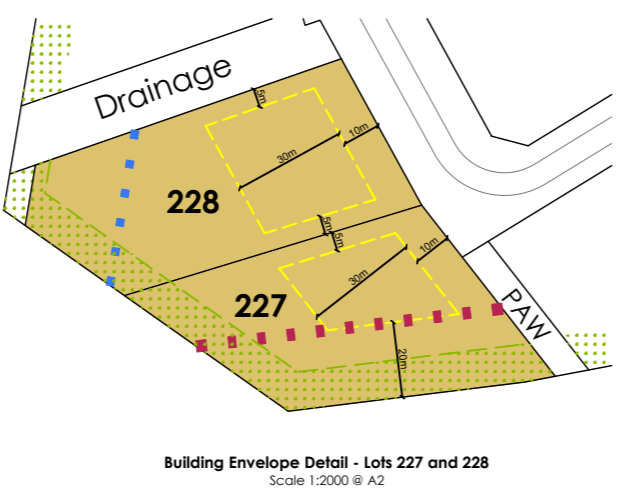 Drainage
5m
10m
30m
228
5m
5m
10m
30m
227
PAW
20m
Building Envelope Detail - Lots 227 and 228
Scale 1:2000 @ A2